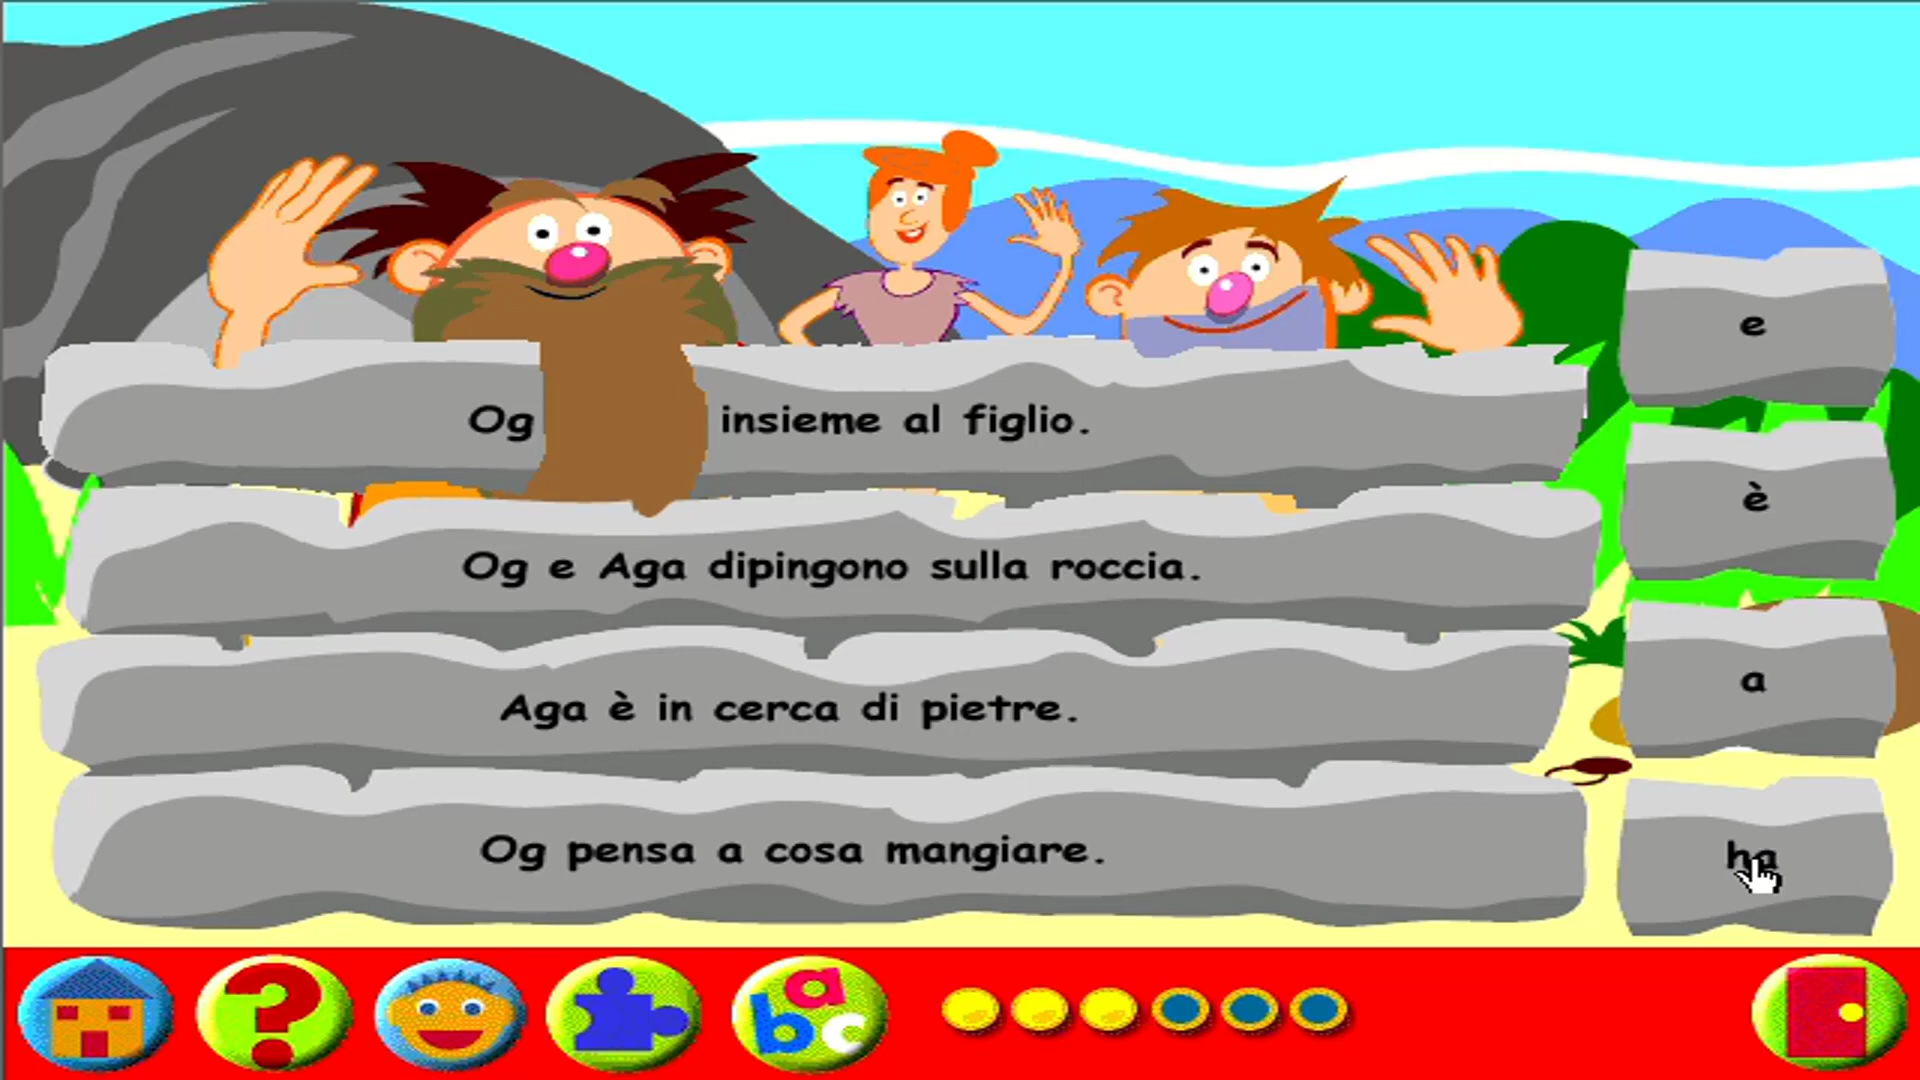 Og insieme al figlio.
Og e Aga dipingono sulla roccia.
Aga è in cerca di pietre.
Og pensa a cosa mangiare.
e
è
a
ha
a
b c